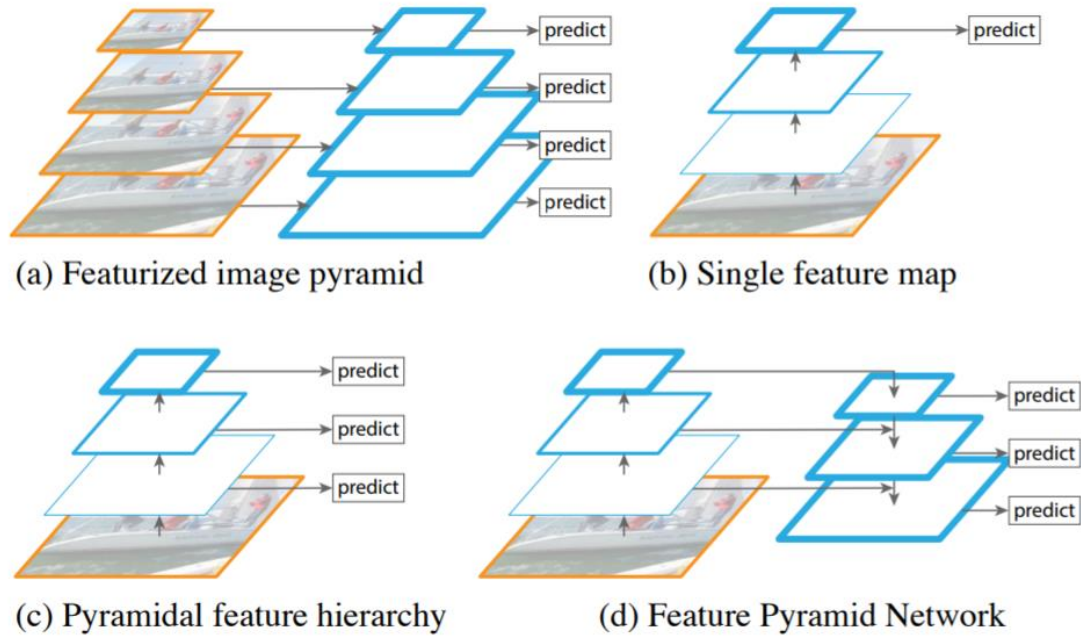 predict
predict
predict
predict
predict
(a) Featurized image pyramid
(b) Single feature map
predict
predict
predict
predict
predict
predict
(c) Pyramidal feature hierarchy
(d) Feature Pyramid Network